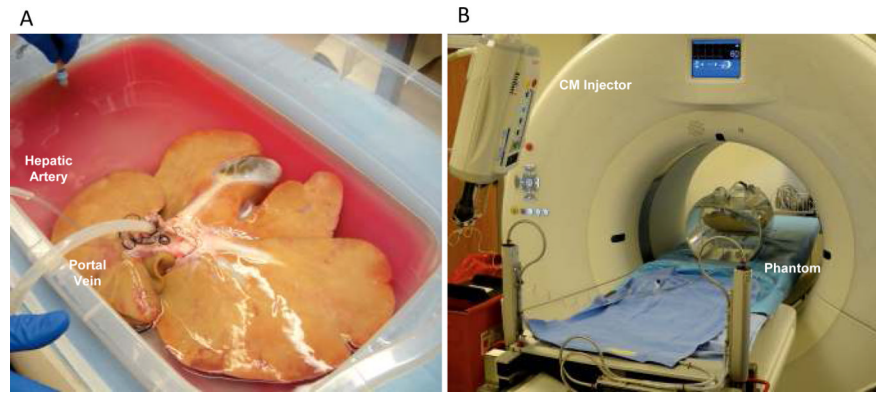 A
B
Hepatic
Artery
Portal
Vein
CM Injector
Phantom